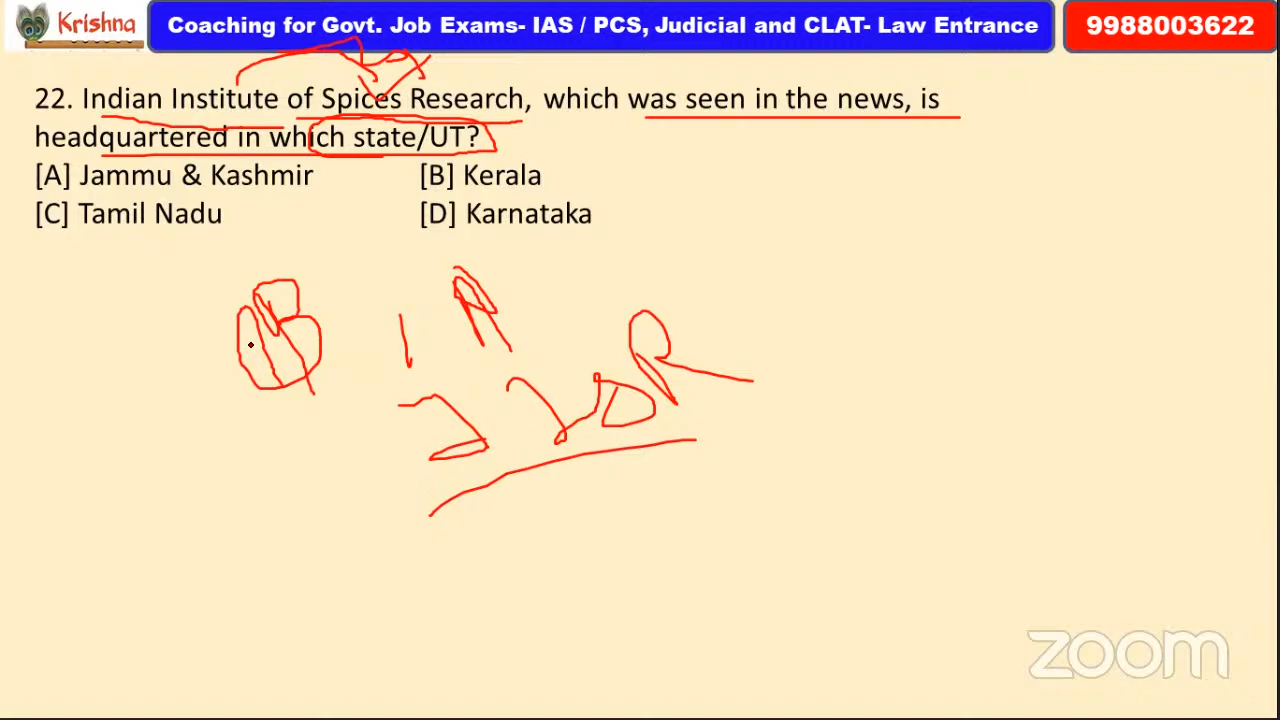 Krishna
Coaching for Govt. Job Exams- IAS / PCS, Judicial and CLAT- Law Entrance
9988003622
22. Indian Institute of Spices Research, which was seen in the news, is
headquartered in which state/UT?
[A] Jammu & Kashmir [B] Kerala
[C] Tamil Nadu [D] Karnataka
zoom